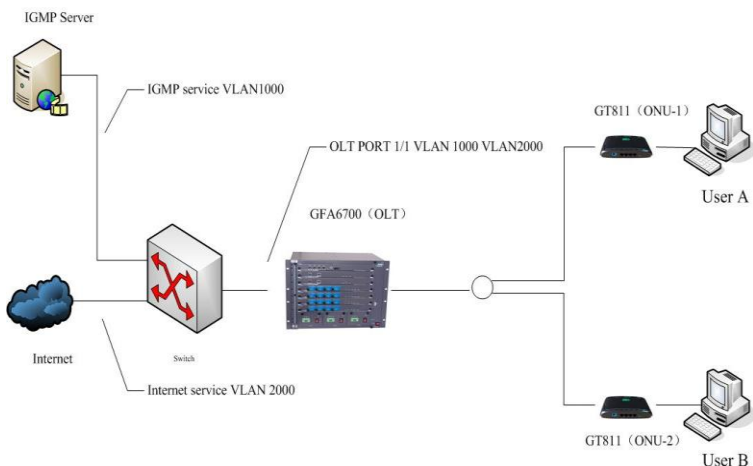 IGMP Server
IGMP service VLAN1000
GT811（ONU-1）
OLT PORT 1/1 VLAN 1000 VLAN2000
User A
GFA6700（OLT）
Internet
Switch
Internet service VLAN 2000
GT811（ONU-2）
User B